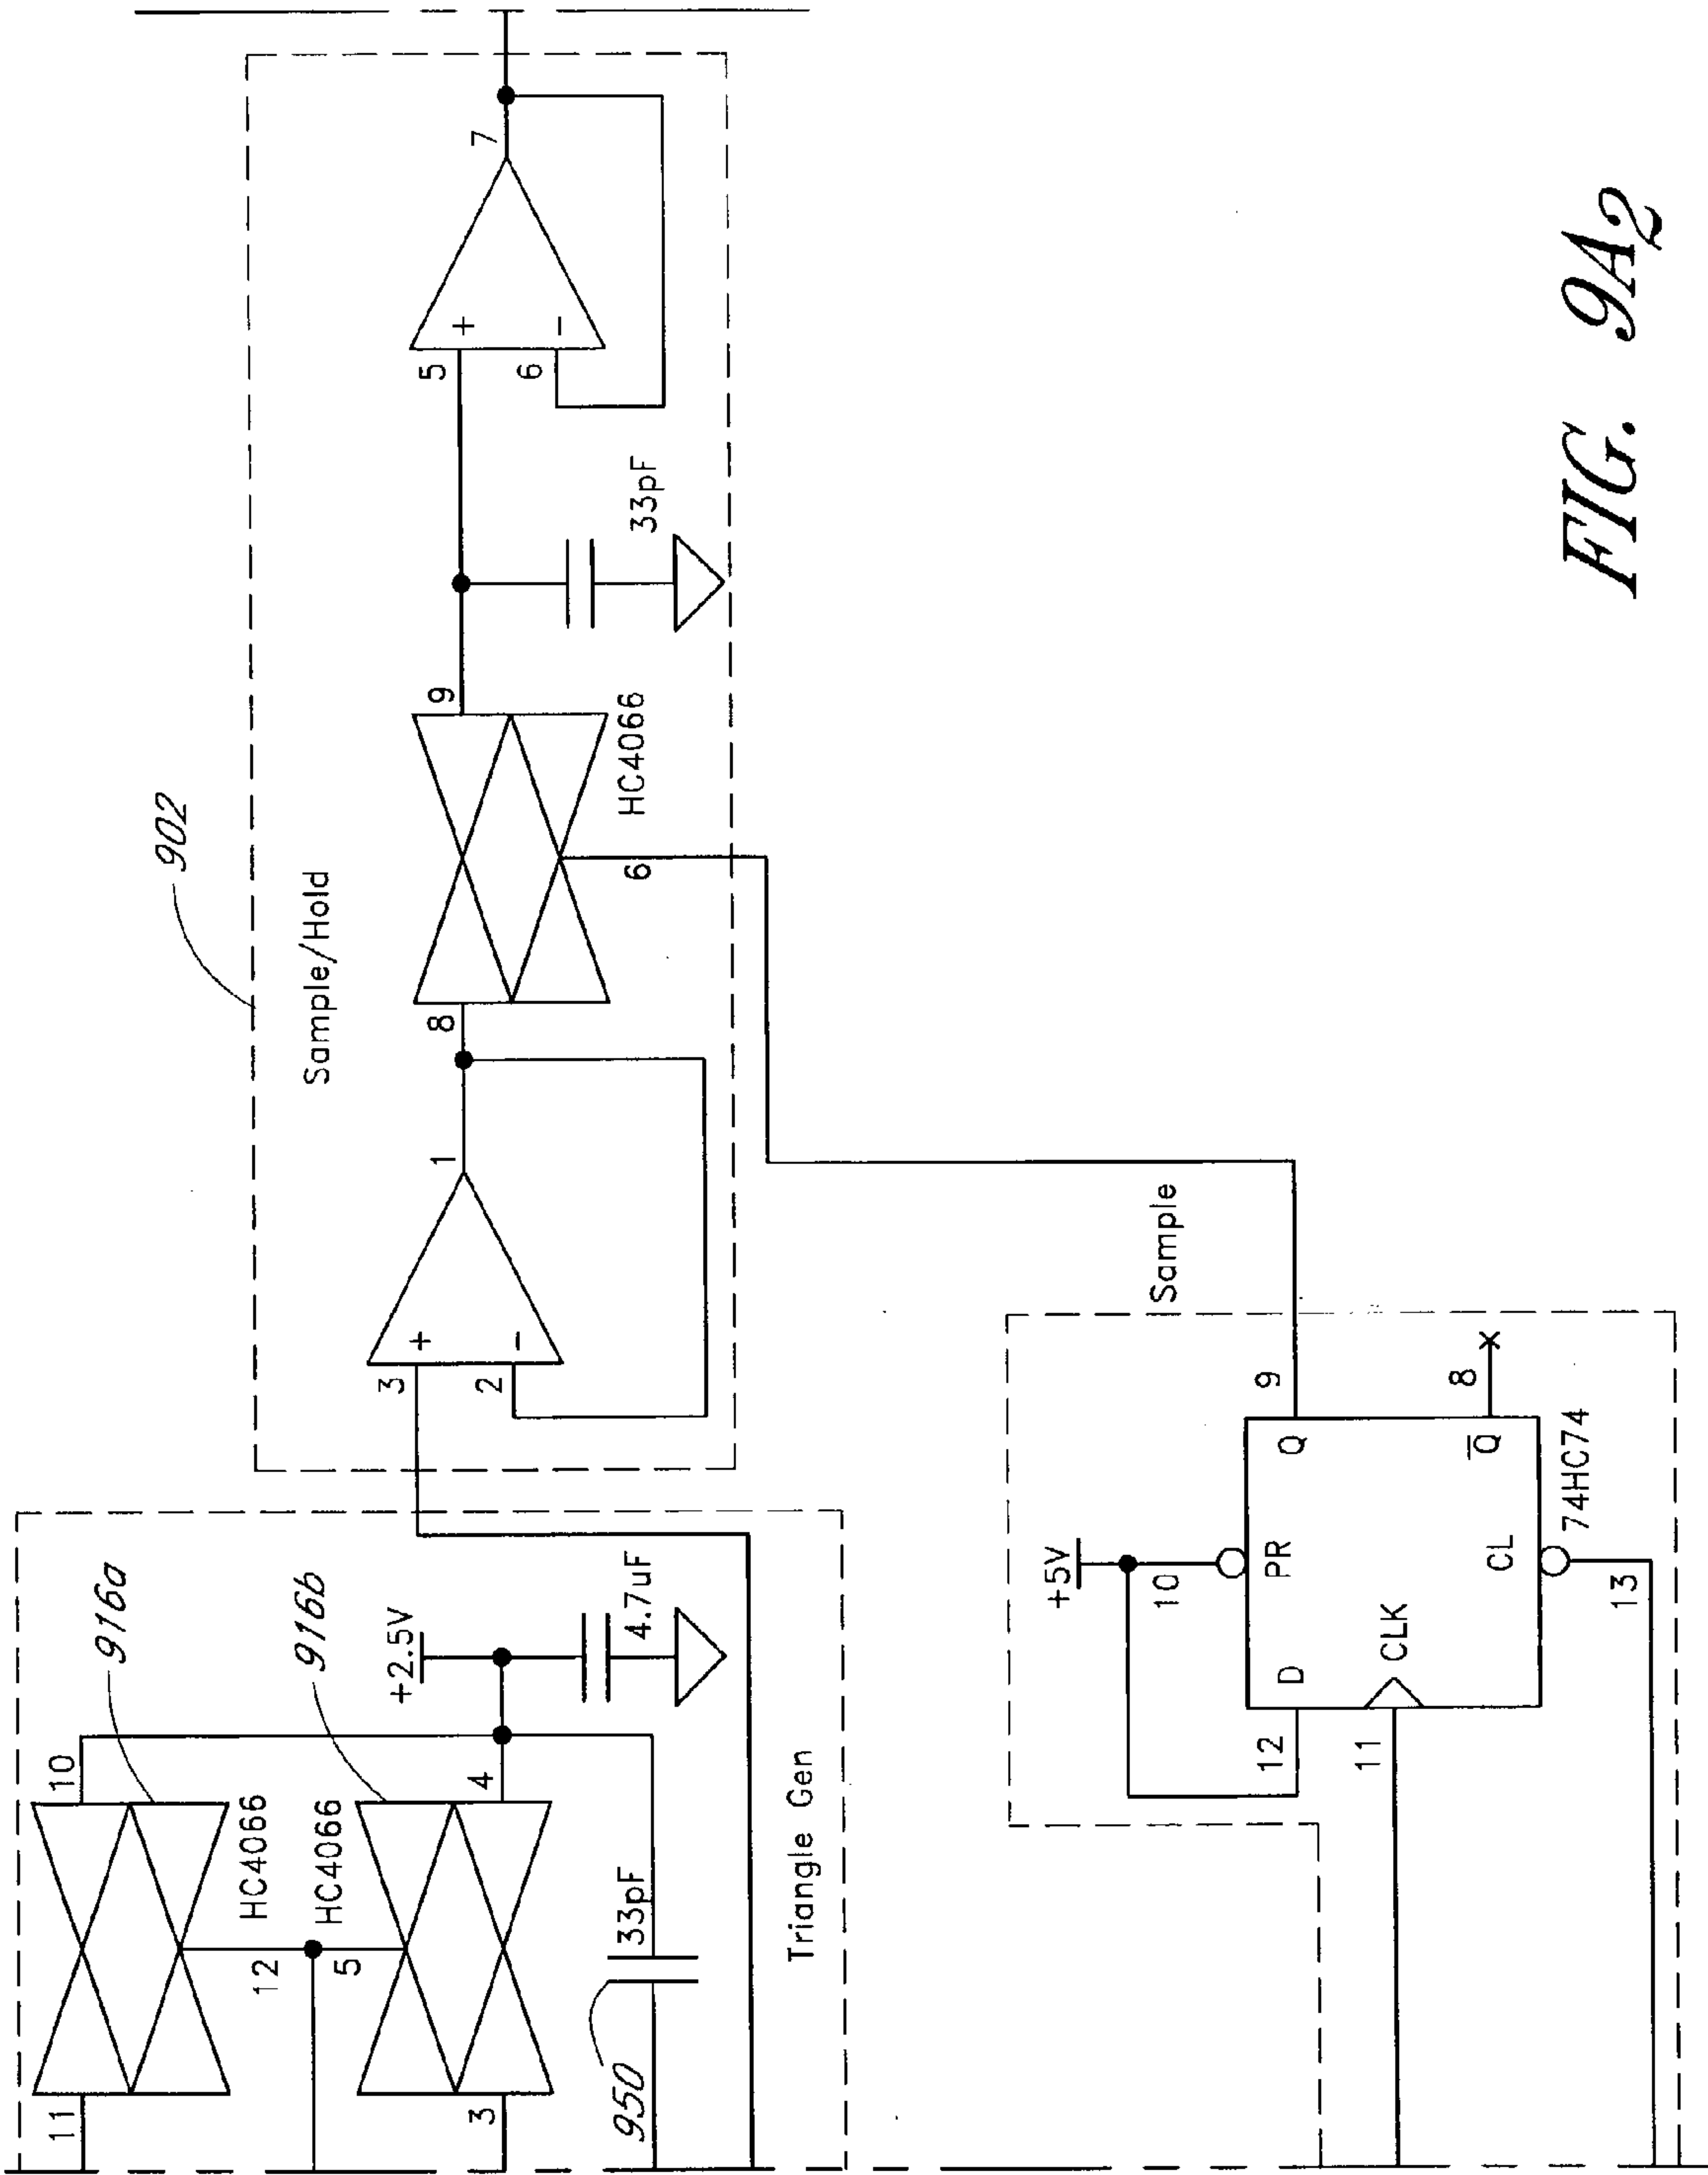 902
Sample/Hold
3
+
2
−
1
8
HC4066
6
9
33pF
5
+
6
−
7
916a
11
10
HC4066
12
916b
HC4066
5
3
4
+2.5V
4.7uF
950
33pF
Triangle Gen
Sample
+5V
10
PR
12
D
11
CLK
Q
9
Q̅
8
CL
13
74HC74
FIG. 9A2